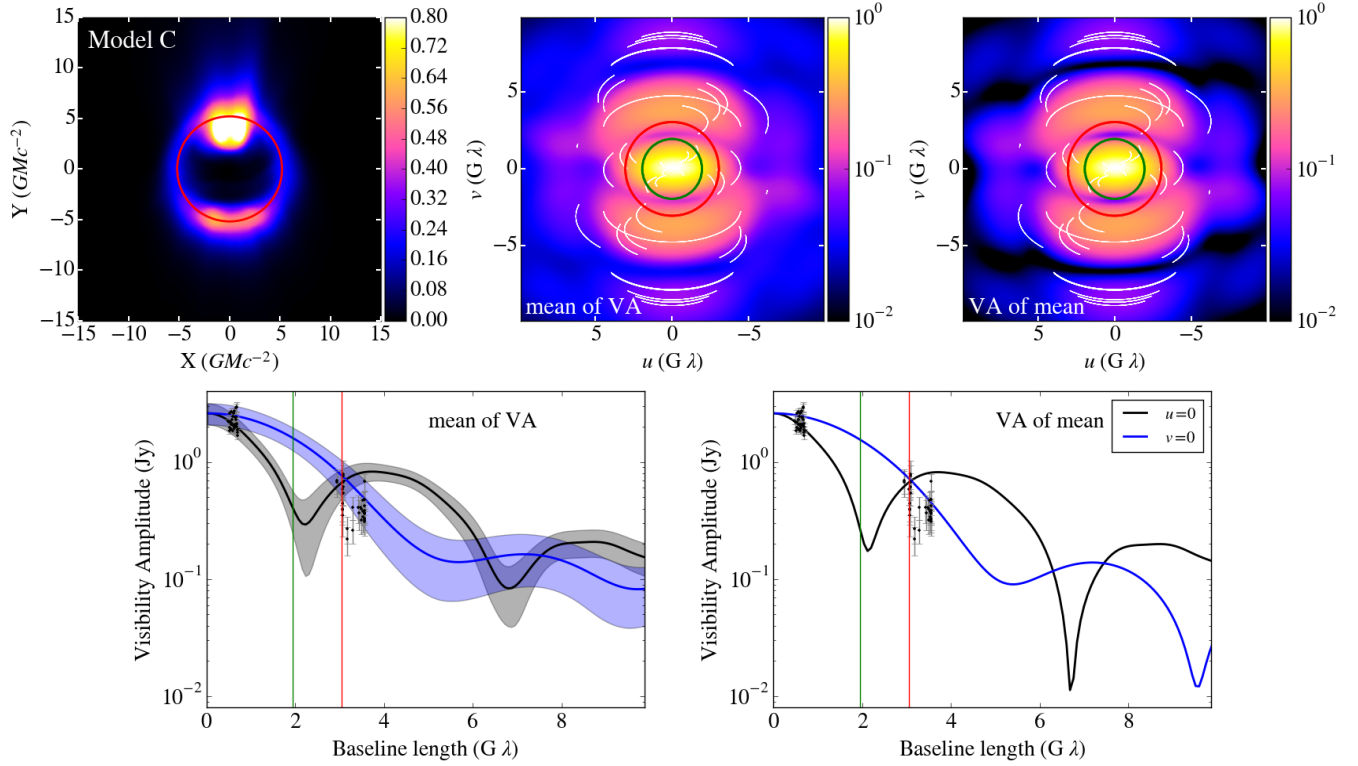 Model C
15
10
5
0
−5
−10
−15
−15 −10 −5 0 5 10 15
X (GMc⁻²)
Y (GMc⁻²)
0.80
0.72
0.64
0.56
0.48
0.40
0.32
0.24
0.16
0.08
0.00
mean of VA
5
0
−5
5 0 −5
u (G λ)
v (G λ)
10⁰
10⁻¹
10⁻²
VA of mean
5
0
−5
5 0 −5
u (G λ)
v (G λ)
10⁰
10⁻¹
10⁻²
mean of VA
10⁰
10⁻¹
10⁻²
0 2 4 6 8
Baseline length (G λ)
Visibility Amplitude (Jy)
VA of mean
u=0
v=0
10⁰
10⁻¹
10⁻²
0 2 4 6 8
Baseline length (G λ)
Visibility Amplitude (Jy)